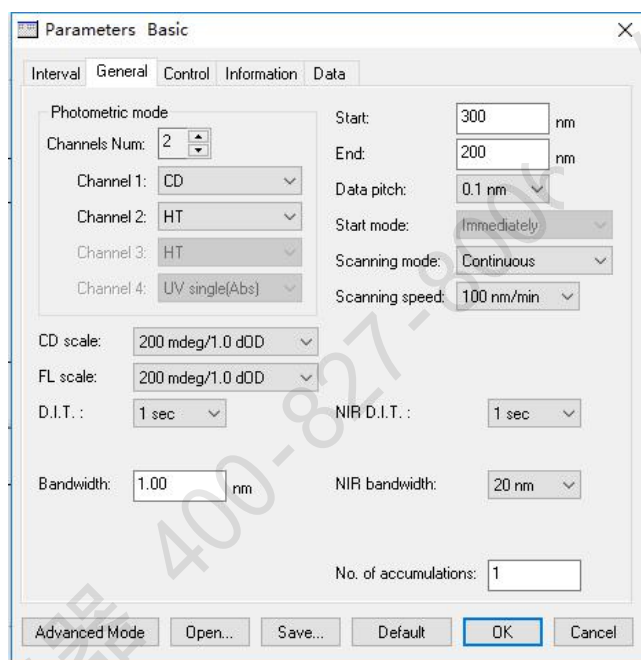 Parameters Basic
Interval General Control Information Data
Photometric mode
Channels Num: 2
Channel 1: CD
Channel 2: HT
Channel 3: HT
Channel 4: UV single(Abs)
Start: 300 nm
End: 200 nm
Data pitch: 0.1 nm
Start mode: Immediately
Scanning mode: Continuous
Scanning speed: 100 nm/min
CD scale: 200 mdeg/1.0 dOD
FL scale: 200 mdeg/1.0 dOD
D.I.T. : 1 sec
NIR D.I.T. : 1 sec
Bandwidth: 1.00 nm
NIR bandwidth: 20 nm
No. of accumulations: 1
Advanced Mode Open... Save... Default OK Cancel
器 400-827-8006